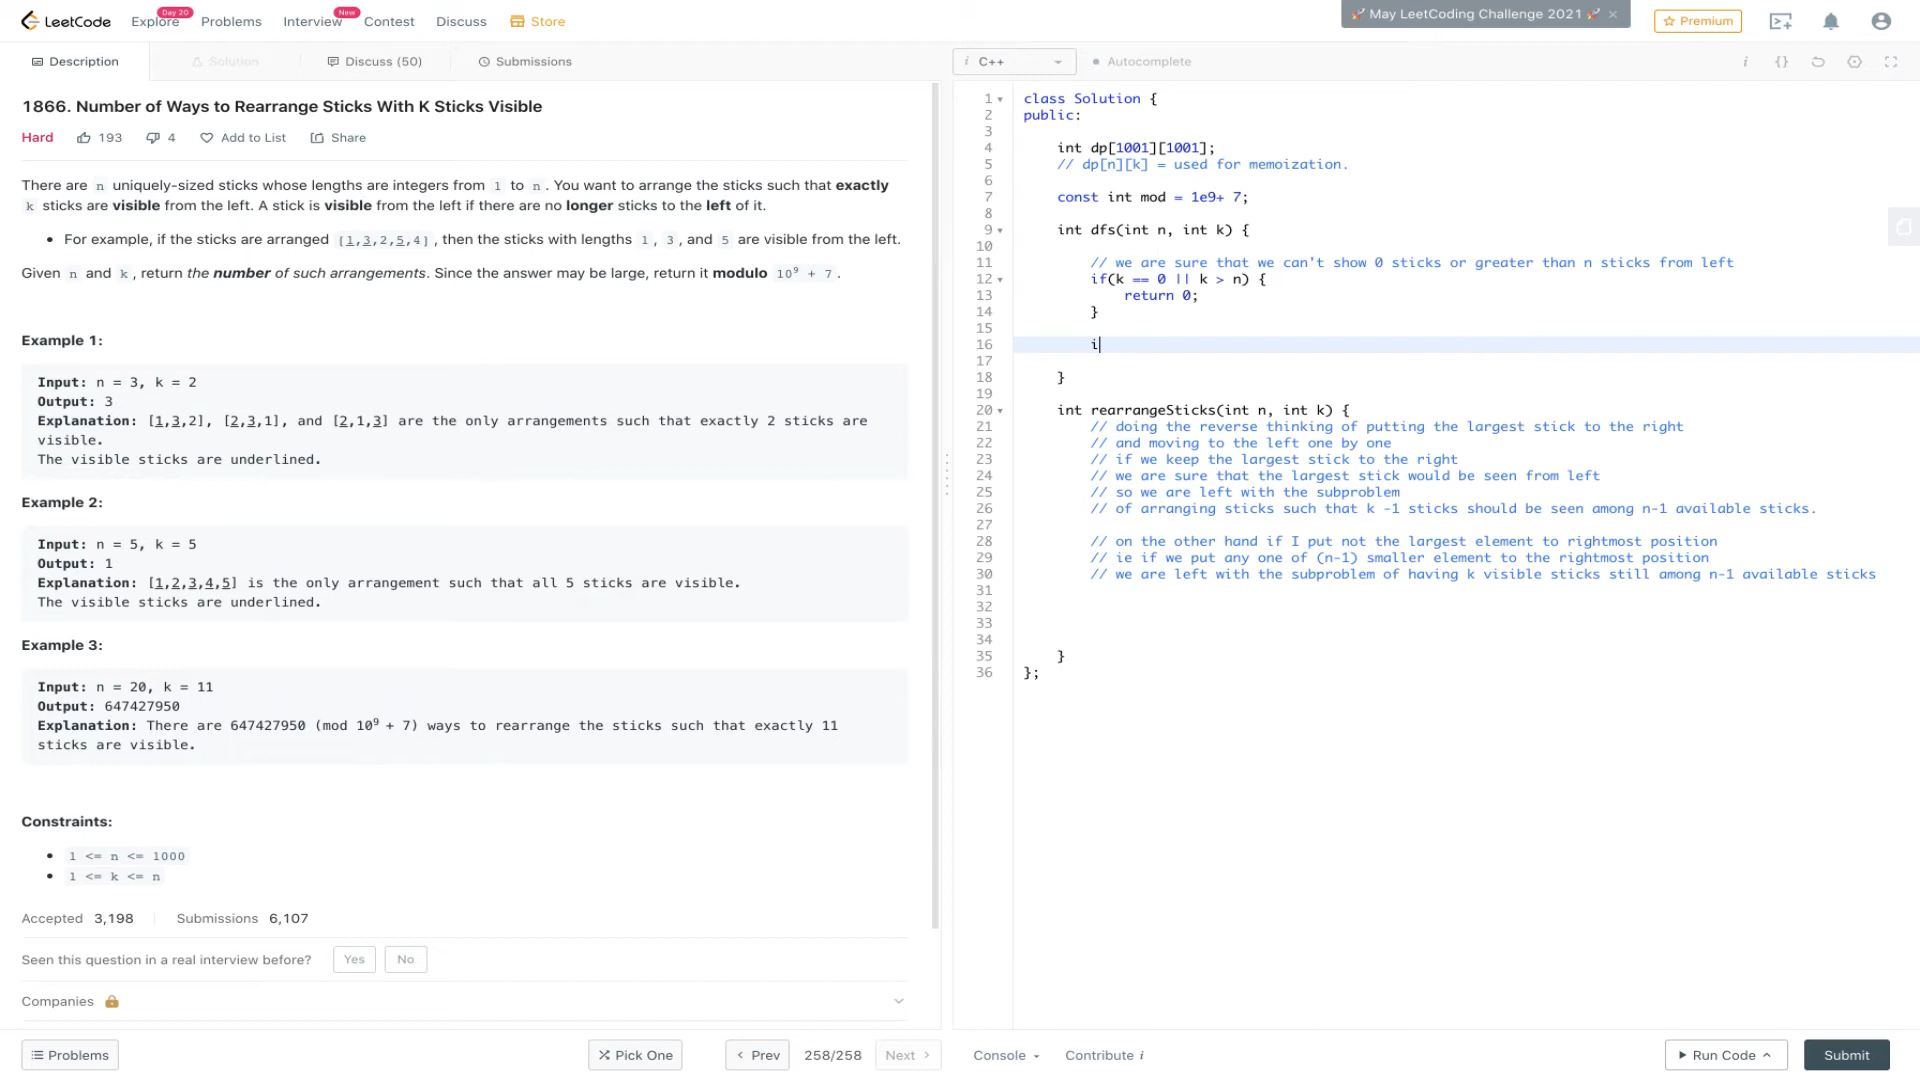 LeetCode Explore Day 20 Problems Interview New Contest Discuss Store 🚀 May LeetCoding Challenge 2021 🚀 × Premium
Description Solution Discuss (50) Submissions
i C++ Autocomplete i {}
1866. Number of Ways to Rearrange Sticks With K Sticks Visible
Hard 193 4 Add to List Share
There are n uniquely-sized sticks whose lengths are integers from 1 to n. You want to arrange the sticks such that exactly
k sticks are visible from the left. A stick is visible from the left if there are no longer sticks to the left of it.
• For example, if the sticks are arranged [1,3,2,5,4], then the sticks with lengths 1, 3, and 5 are visible from the left.
Given n and k, return the number of such arrangements. Since the answer may be large, return it modulo 10⁹ + 7.
Example 1:
Input: n = 3, k = 2
Output: 3
Explanation: [1,3,2], [2,3,1], and [2,1,3] are the only arrangements such that exactly 2 sticks are
visible.
The visible sticks are underlined.
Example 2:
Input: n = 5, k = 5
Output: 1
Explanation: [1,2,3,4,5] is the only arrangement such that all 5 sticks are visible.
The visible sticks are underlined.
Example 3:
Input: n = 20, k = 11
Output: 647427950
Explanation: There are 647427950 (mod 10⁹ + 7) ways to rearrange the sticks such that exactly 11
sticks are visible.
Constraints:
• 1 <= n <= 1000
• 1 <= k <= n
Accepted 3,198 Submissions 6,107
Seen this question in a real interview before? Yes No
Companies
Problems Pick One < Prev 258/258 Next >
1 class Solution {
2 public:
3
4 int dp[1001][1001];
5 // dp[n][k] = used for memoization.
6
7 const int mod = 1e9+ 7;
8
9 int dfs(int n, int k) {
10
11 // we are sure that we can't show 0 sticks or greater than n sticks from left
12 if(k == 0 || k > n) {
13 return 0;
14 }
15
16 i
17
18 }
19
20 int rearrangeSticks(int n, int k) {
21 // doing the reverse thinking of putting the largest stick to the right
22 // and moving to the left one by one
23 // if we keep the largest stick to the right
24 // we are sure that the largest stick would be seen from left
25 // so we are left with the subproblem
26 // of arranging sticks such that k -1 sticks should be seen among n-1 available sticks.
27
28 // on the other hand if I put not the largest element to rightmost position
29 // ie if we put any one of (n-1) smaller element to the rightmost position
30 // we are left with the subproblem of having k visible sticks still among n-1 available sticks
31
32
33
34
35 }
36 };
Console Contribute i Run Code Submit